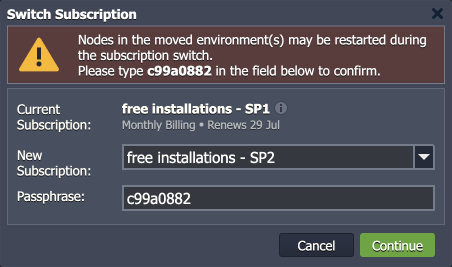 Switch Subscription
Nodes in the moved environment(s) may be restarted during
the subscription switch.
Please type c99a0882 in the field below to confirm.
Current
Subscription:
free installations - SP1
Monthly Billing • Renews 29 Jul
New
Subscription:
free installations - SP2
Passphrase:
c99a0882
Cancel
Continue